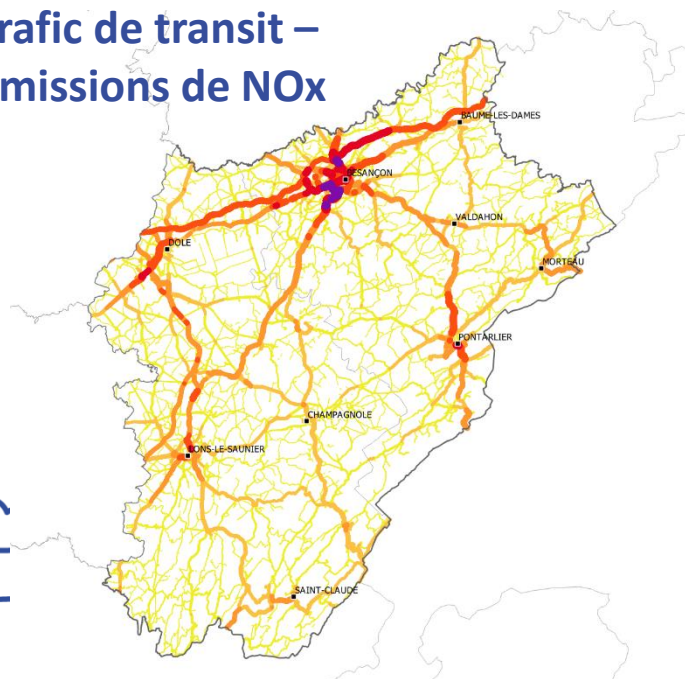 rafic de transit –
missions de NOx
BAUME-LES-DAMES
BESANÇON
VALDAHON
DOLE
MORTEAU
PONTARLIER
CHAMPAGNOLE
LONS-LE-SAUNIER
SAINT-CLAUDE